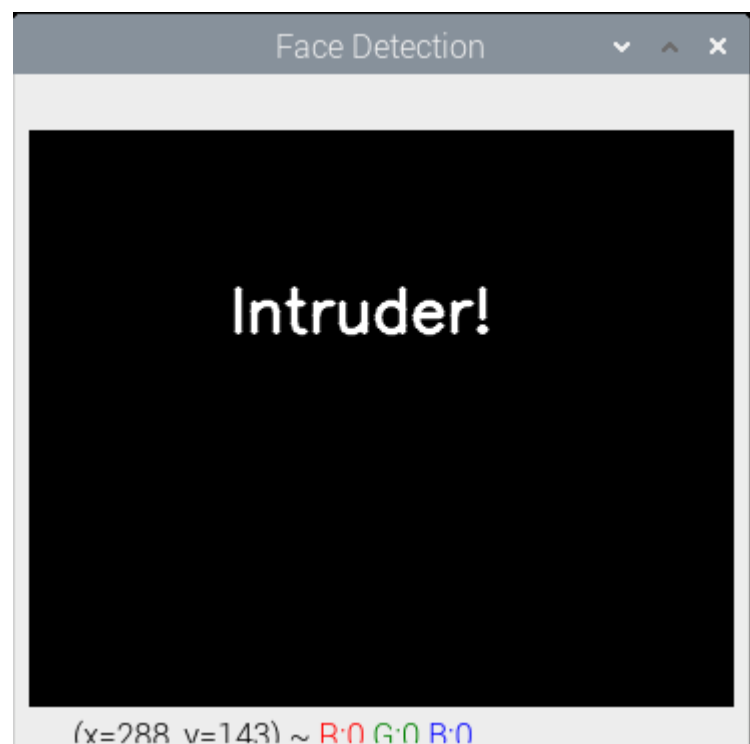 Face Detection
Intruder!
(x=288, y=143) ~ R:0 G:0 B:0